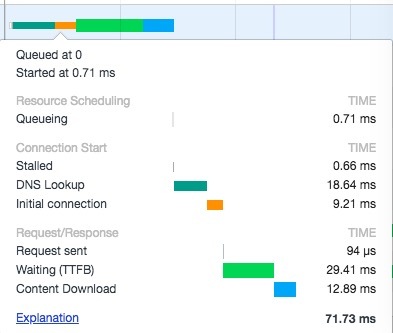 Queued at 0
Started at 0.71 ms
Resource Scheduling TIME
Queueing 0.71 ms
Connection Start TIME
Stalled 0.66 ms
DNS Lookup 18.64 ms
Initial connection 9.21 ms
Request/Response TIME
Request sent 94 μs
Waiting (TTFB) 29.41 ms
Content Download 12.89 ms
Explanation 71.73 ms